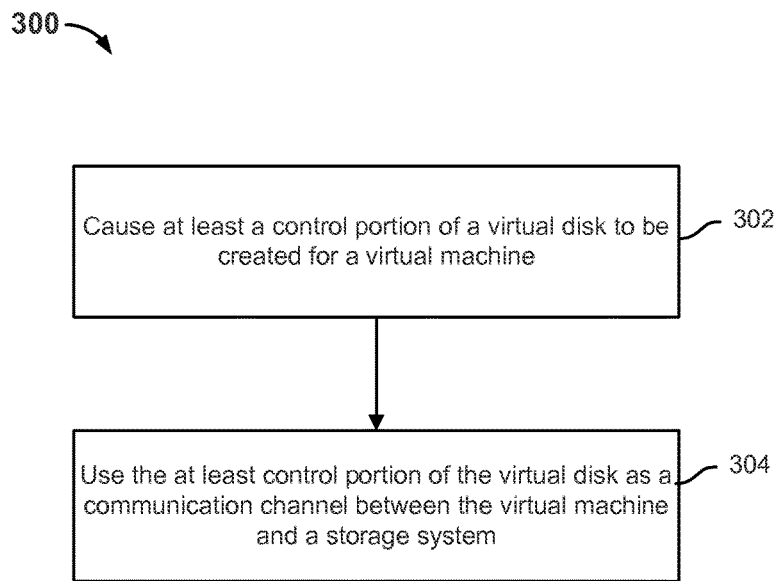 300
Cause at least a control portion of a virtual disk to be
created for a virtual machine
302
Use the at least control portion of the virtual disk as a
communication channel between the virtual machine
and a storage system
304